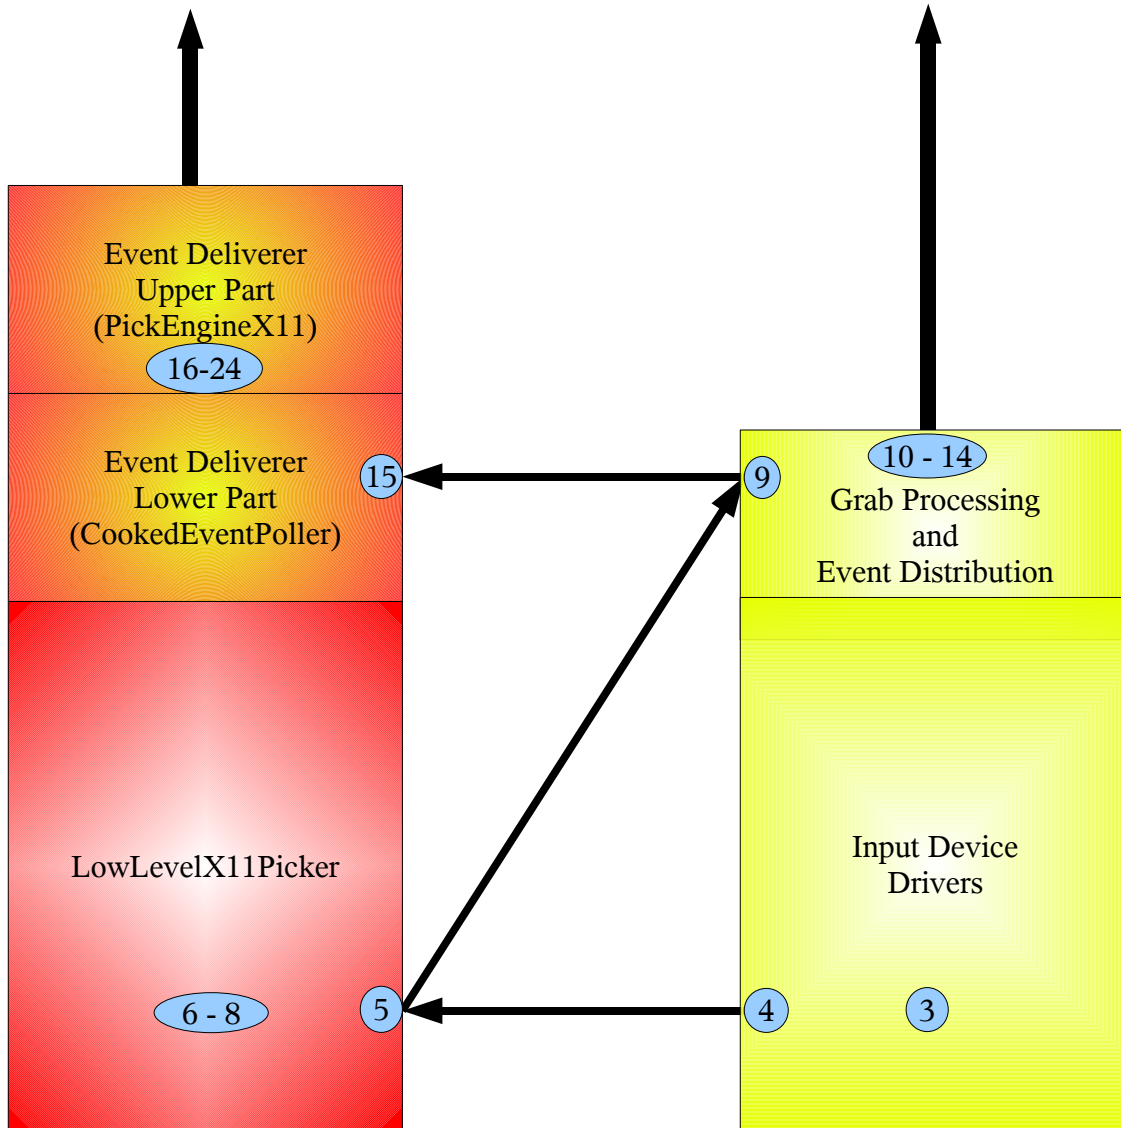 Event Deliverer
Upper Part
(PickEngineX11)
16-24
Event Deliverer
Lower Part
(CookedEventPoller)
15
9
10 - 14
Grab Processing
and
Event Distribution
LowLevelX11Picker
Input Device
Drivers
6 - 8
5
4
3